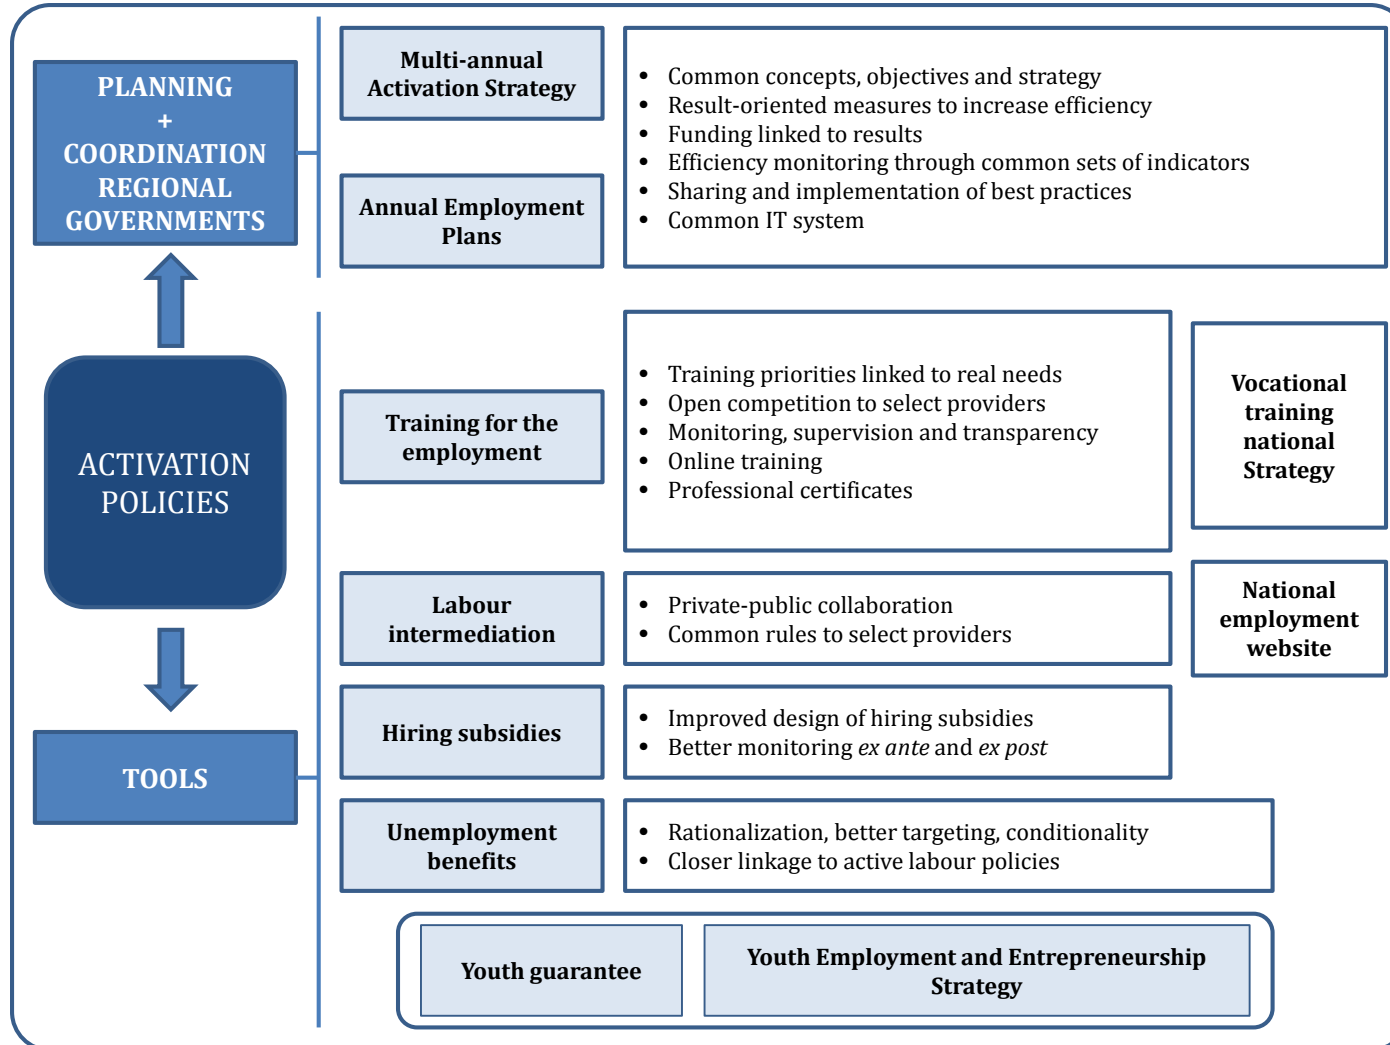 PLANNING
+
COORDINATION
REGIONAL
GOVERNMENTS
Multi-annual
Activation Strategy
Annual Employment
Plans
• Common concepts, objectives and strategy
• Result-oriented measures to increase efficiency
• Funding linked to results
• Efficiency monitoring through common sets of indicators
• Sharing and implementation of best practices
• Common IT system
ACTIVATION
POLICIES
TOOLS
Training for the
employment
• Training priorities linked to real needs
• Open competition to select providers
• Monitoring, supervision and transparency
• Online training
• Professional certificates
Vocational
training
national
Strategy
Labour
intermediation
• Private-public collaboration
• Common rules to select providers
National
employment
website
Hiring subsidies
• Improved design of hiring subsidies
• Better monitoring ex ante and ex post
Unemployment
benefits
• Rationalization, better targeting, conditionality
• Closer linkage to active labour policies
Youth guarantee
Youth Employment and Entrepreneurship
Strategy